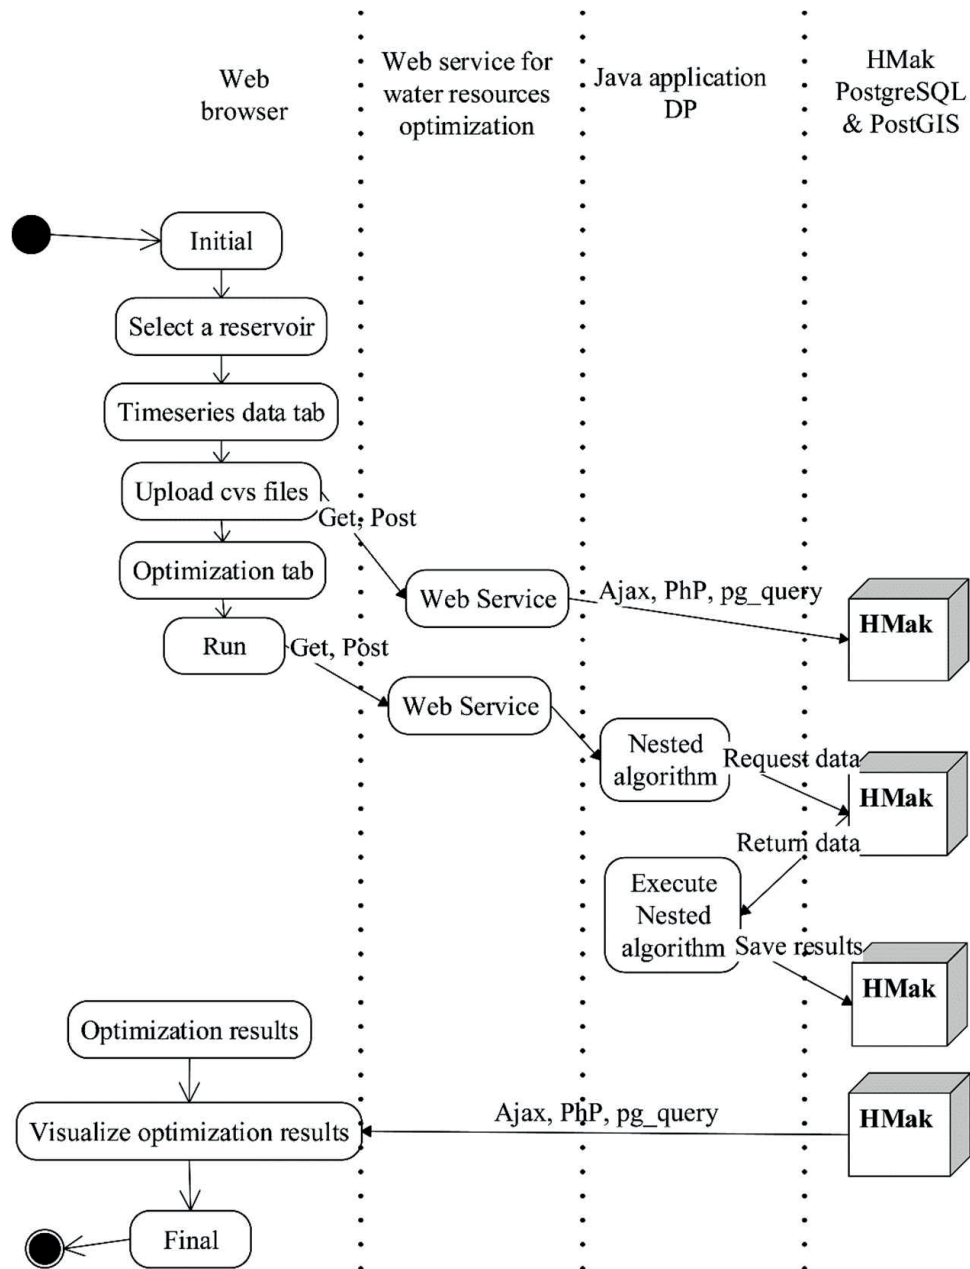 Web
browser
Web service for
water resources
optimization
Java application
DP
HMak
PostgreSQL
& PostGIS
Initial
Select a reservoir
Timeseries data tab
Upload cvs files
Get, Post
Optimization tab
Web Service
Ajax, PhP, pg_query
HMak
Run
Get, Post
Web Service
Nested
algorithm
Request data
HMak
Return data
Execute
Nested
algorithm
Save results
HMak
Optimization results
Ajax, PhP, pg_query
HMak
Visualize optimization results
Final